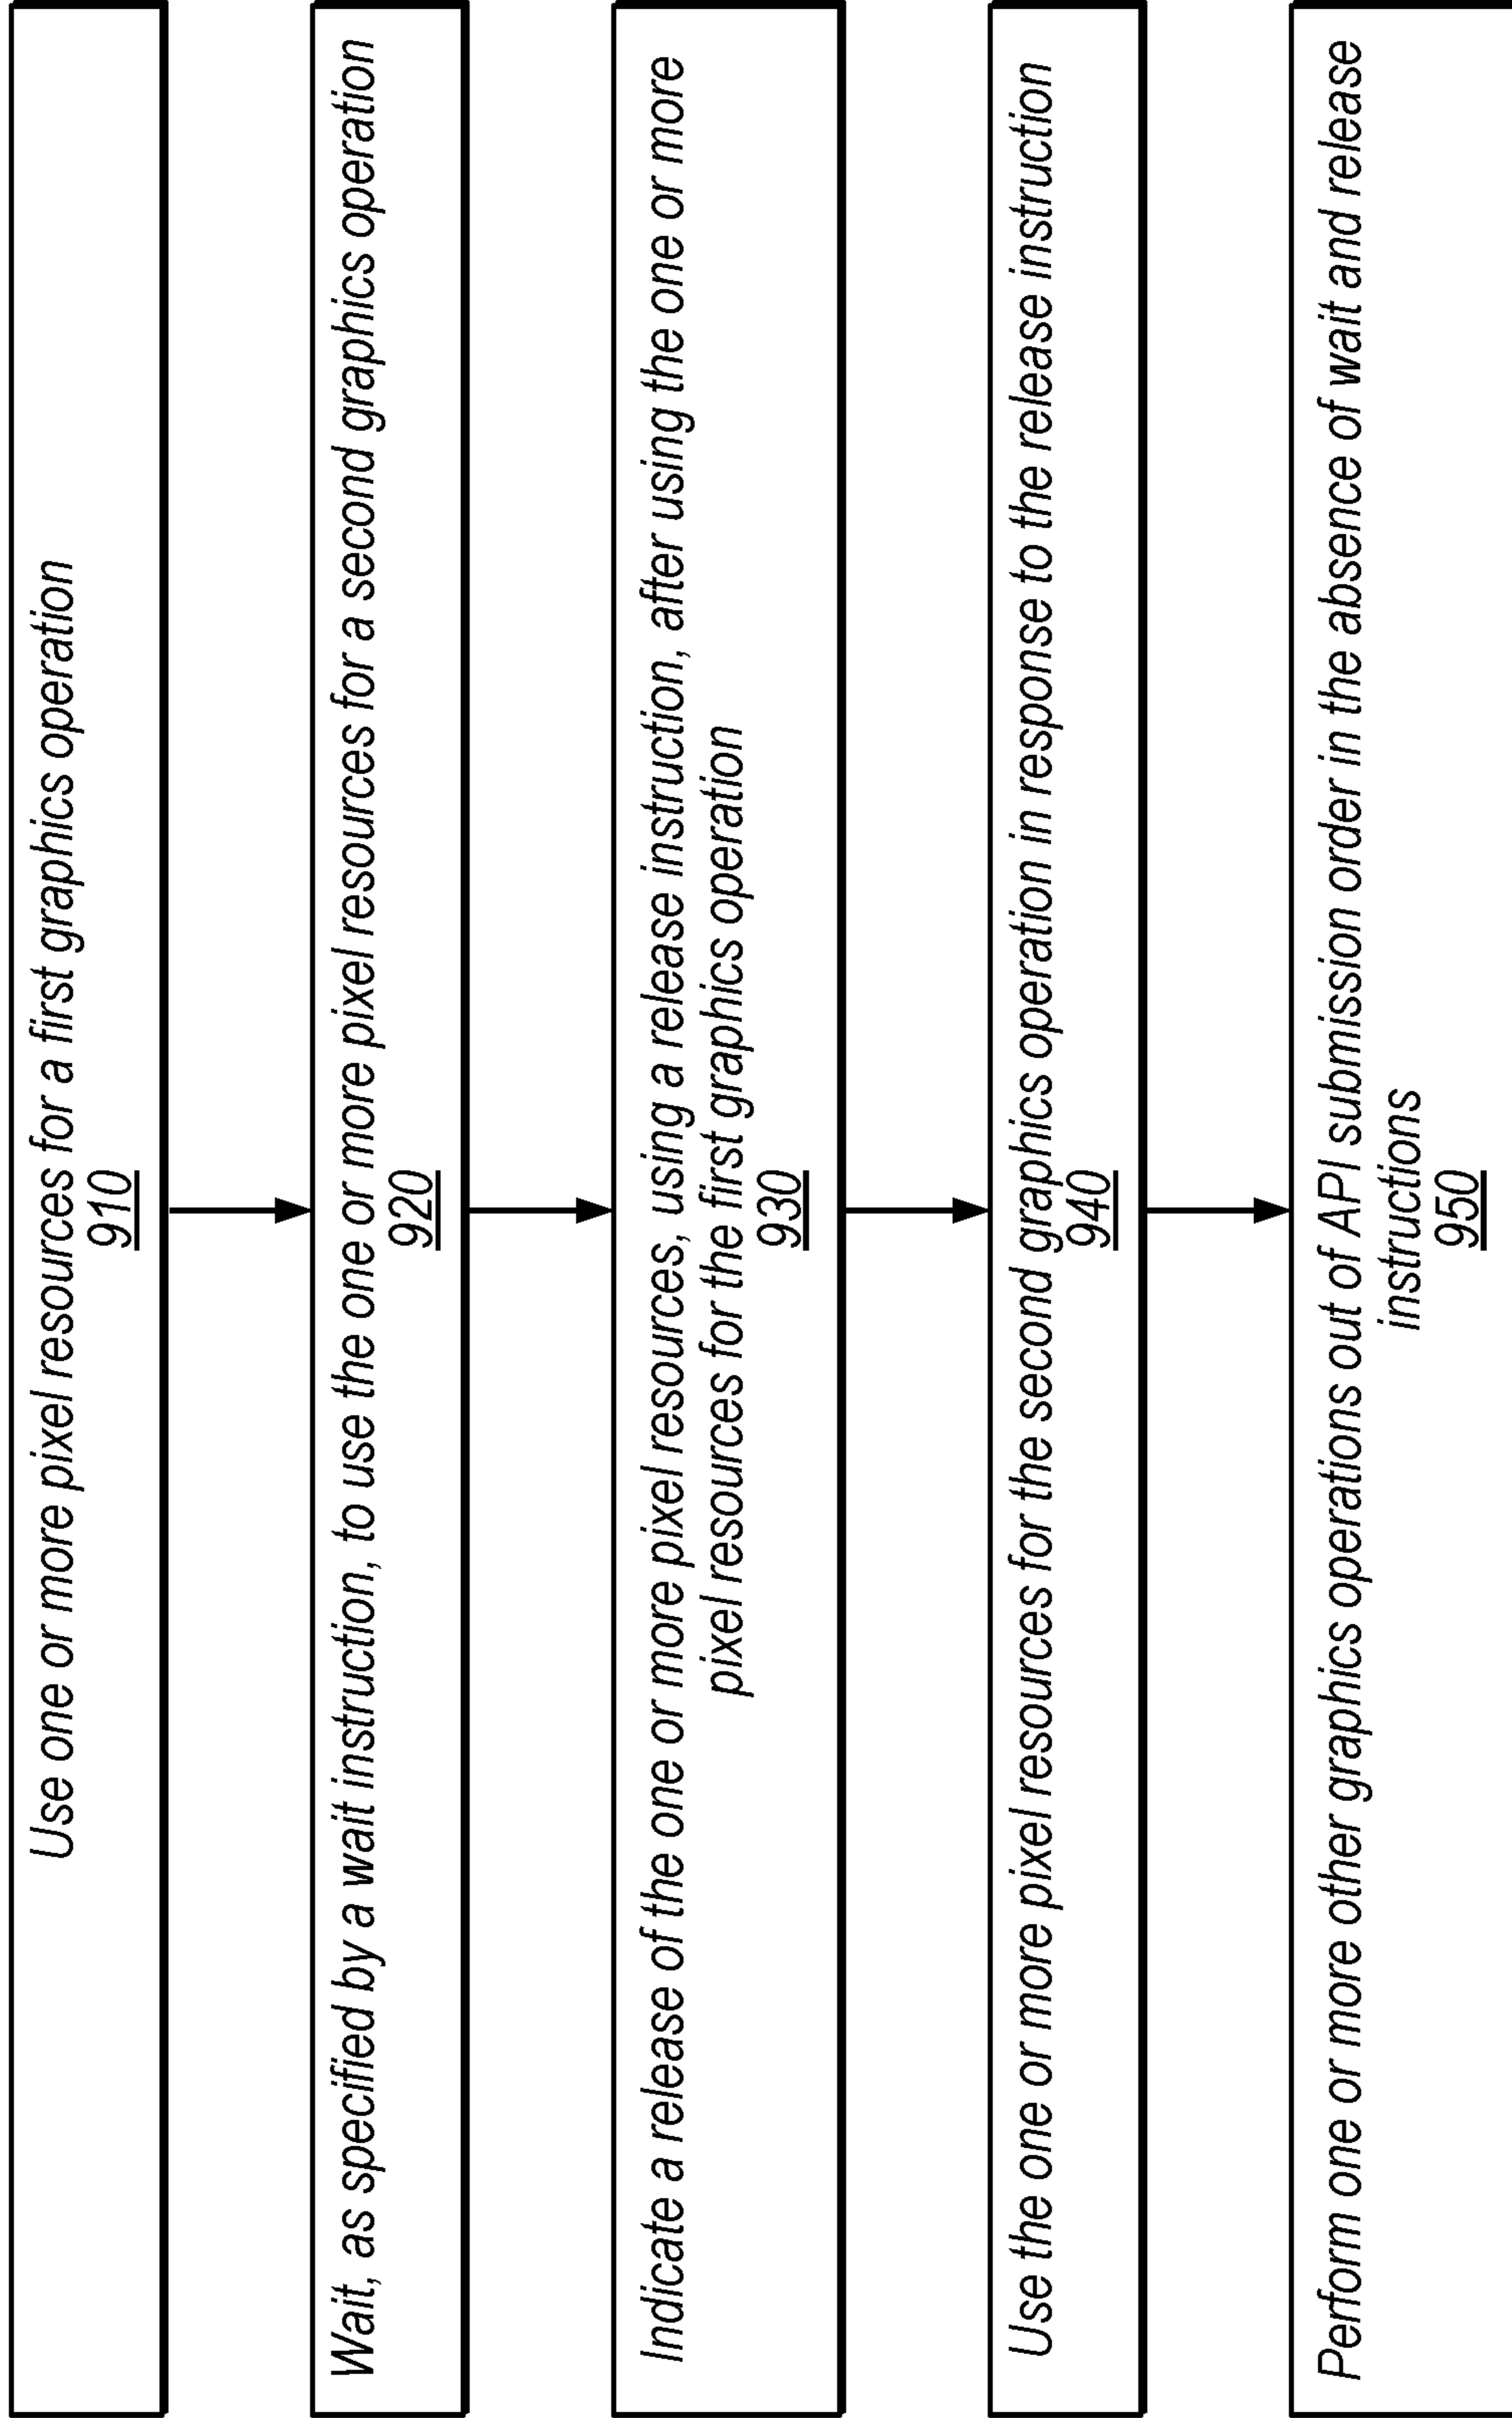 Use one or more pixel resources for a first graphics operation
910
Wait, as specified by a wait instruction, to use the one or more pixel resources for a second graphics operation
920
Indicate a release of the one or more pixel resources, using a release instruction, after using the one or more
pixel resources for the first graphics operation
930
Use the one or more pixel resources for the second graphics operation in response to the release instruction
940
Perform one or more other graphics operations out of API submission order in the absence of wait and release
instructions
950